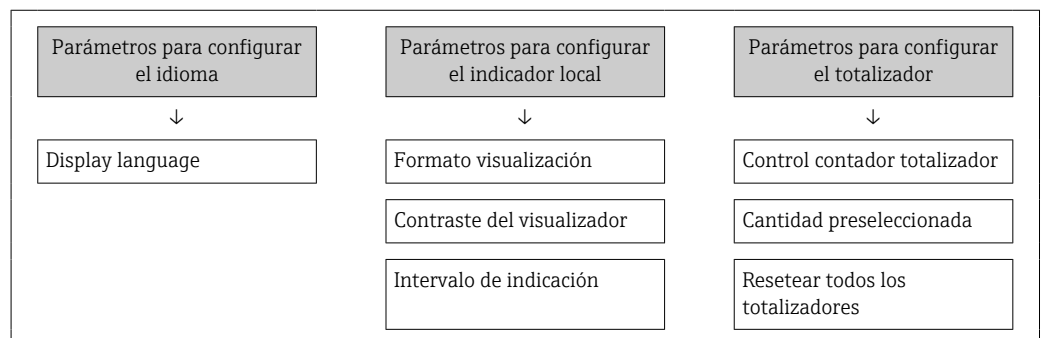 Parámetros para configurar
el idioma
↓
Display language
Parámetros para configurar
el indicador local
↓
Formato visualización
Contraste del visualizador
Intervalo de indicación
Parámetros para configurar
el totalizador
↓
Control contador totalizador
Cantidad preseleccionada
Resetear todos los
totalizadores